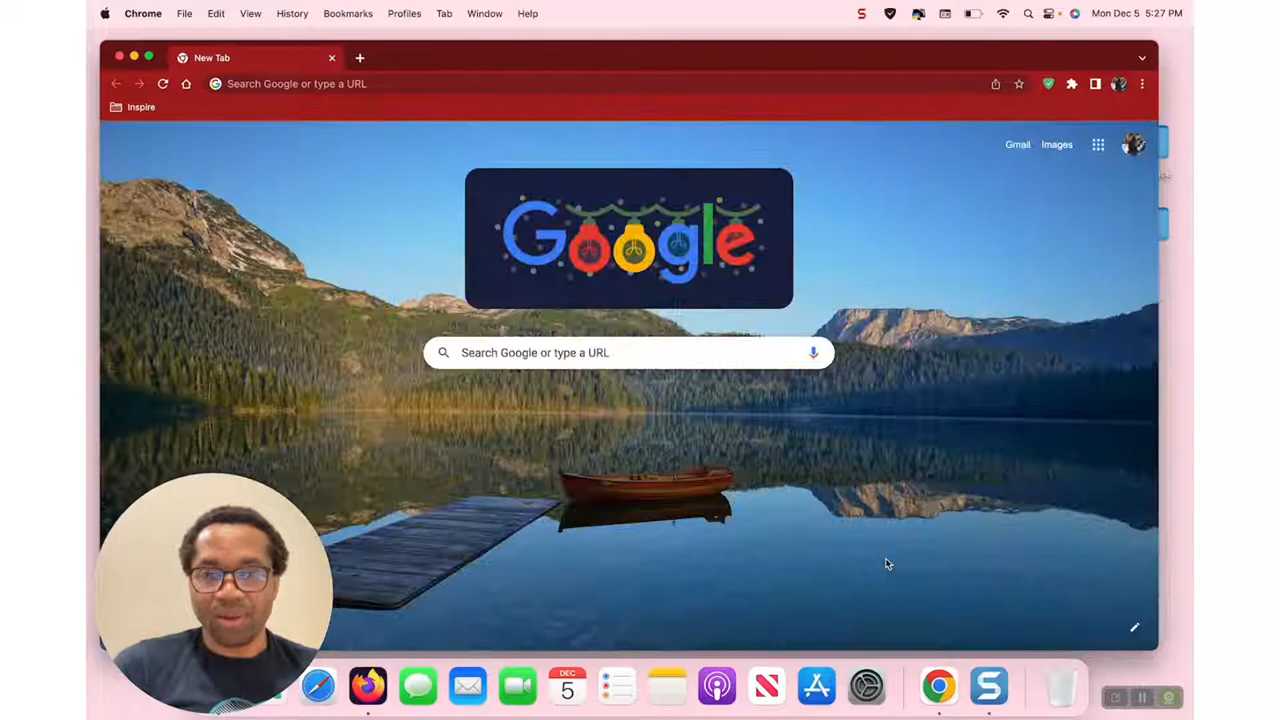 Chrome File Edit View History Bookmarks Profiles Tab Window Help S Mon Dec 5 5:27 PM
New Tab
Search Google or type a URL
Inspire
Gmail Images
Google
Search Google or type a URL
DEC
5
S